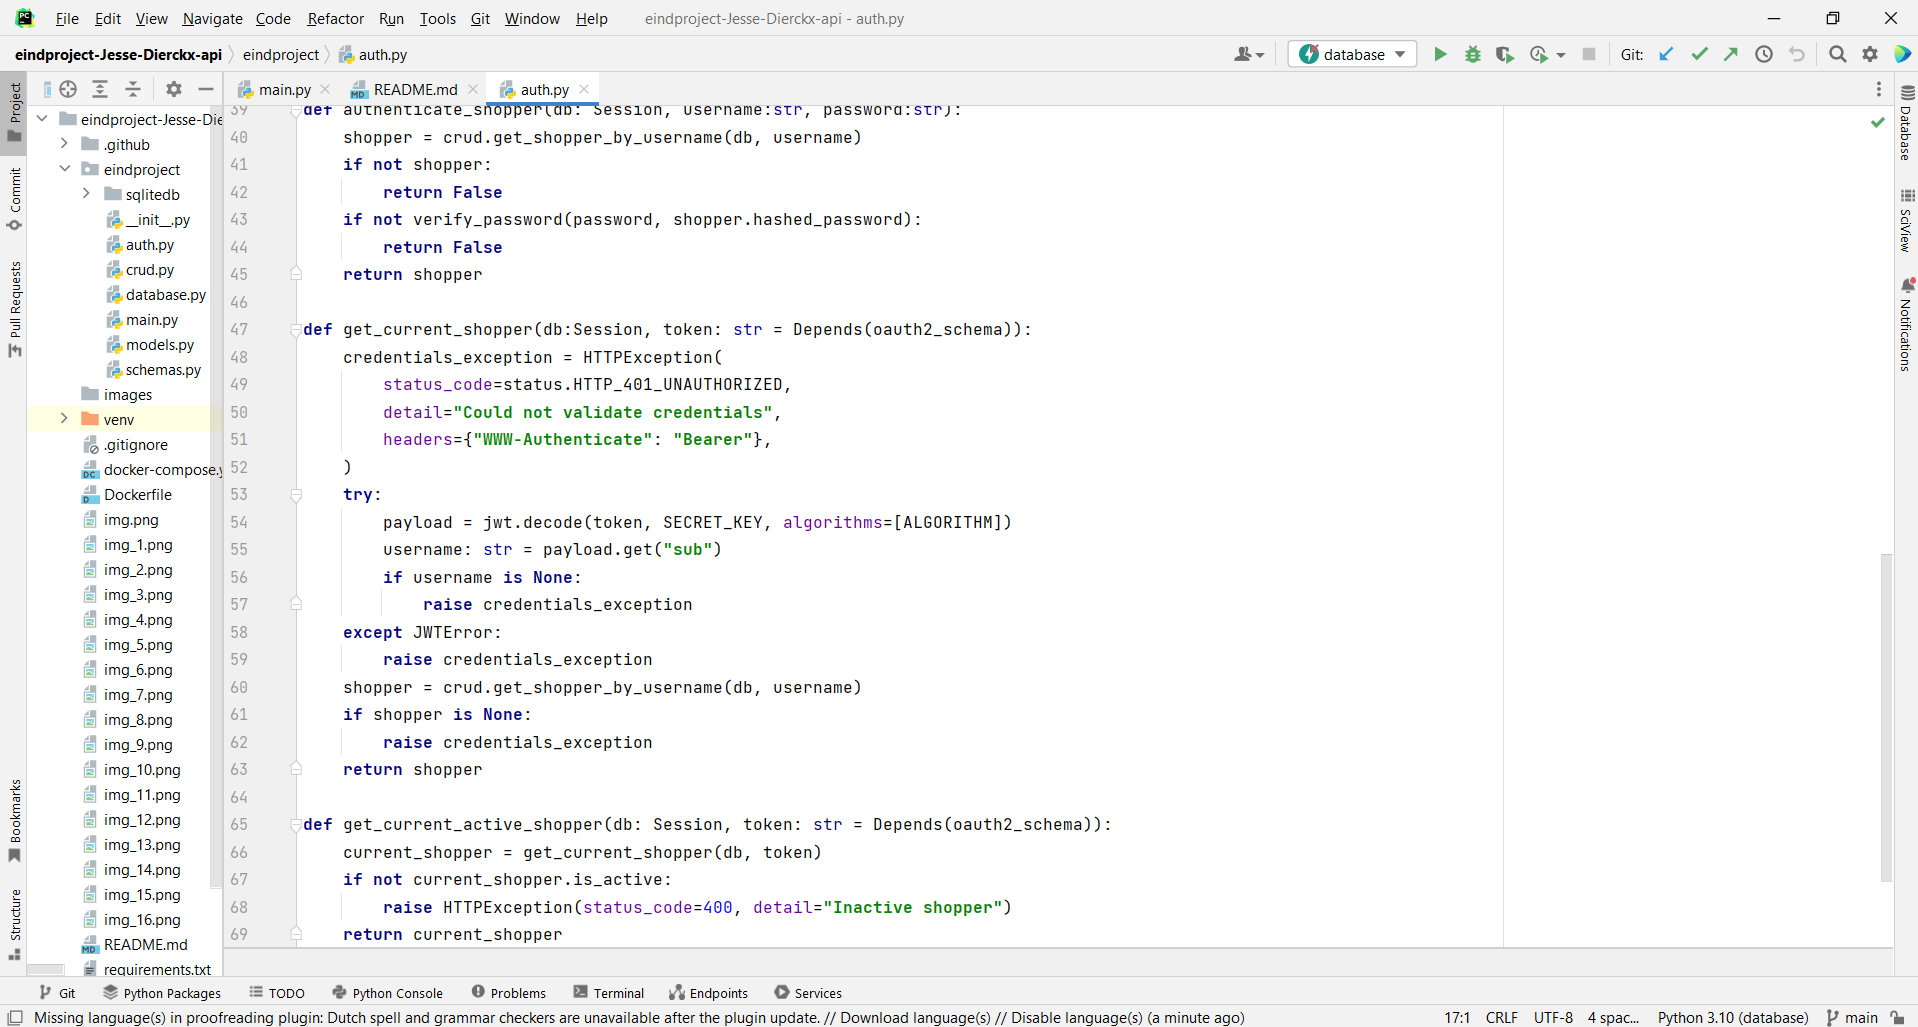 PC File Edit View Navigate Code Refactor Run Tools Git Window Help eindproject-Jesse-Dierckx-api - auth.py
eindproject-Jesse-Dierckx-api eindproject auth.py database Git:
main.py README.md auth.py
Project
Commit
Pull Requests
Bookmarks
Structure
eindproject-Jesse-Die
.github
eindproject
sqlitedb
__init__.py
auth.py
crud.py
database.py
main.py
models.py
schemas.py
images
venv
.gitignore
docker-compose.y
Dockerfile
img.png
img_1.png
img_2.png
img_3.png
img_4.png
img_5.png
img_6.png
img_7.png
img_8.png
img_9.png
img_10.png
img_11.png
img_12.png
img_13.png
img_14.png
img_15.png
img_16.png
README.md
requirements.txt
39 def authenticate_shopper(db: Session, username:str, password:str):
40 shopper = crud.get_shopper_by_username(db, username)
41 if not shopper:
42 return False
43 if not verify_password(password, shopper.hashed_password):
44 return False
45 return shopper
46
47 def get_current_shopper(db:Session, token: str = Depends(oauth2_schema)):
48 credentials_exception = HTTPException(
49 status_code=status.HTTP_401_UNAUTHORIZED,
50 detail="Could not validate credentials",
51 headers={"WWW-Authenticate": "Bearer"},
52 )
53 try:
54 payload = jwt.decode(token, SECRET_KEY, algorithms=[ALGORITHM])
55 username: str = payload.get("sub")
56 if username is None:
57 raise credentials_exception
58 except JWTError:
59 raise credentials_exception
60 shopper = crud.get_shopper_by_username(db, username)
61 if shopper is None:
62 raise credentials_exception
63 return shopper
64
65 def get_current_active_shopper(db: Session, token: str = Depends(oauth2_schema)):
66 current_shopper = get_current_shopper(db, token)
67 if not current_shopper.is_active:
68 raise HTTPException(status_code=400, detail="Inactive shopper")
69 return current_shopper
Database
SciView
Notifications
Git Python Packages TODO Python Console Problems Terminal Endpoints Services
Missing language(s) in proofreading plugin: Dutch spell and grammar checkers are unavailable after the plugin update. // Download language(s) // Disable language(s) (a minute ago) 17:1 CRLF UTF-8 4 spac... Python 3.10 (database) main